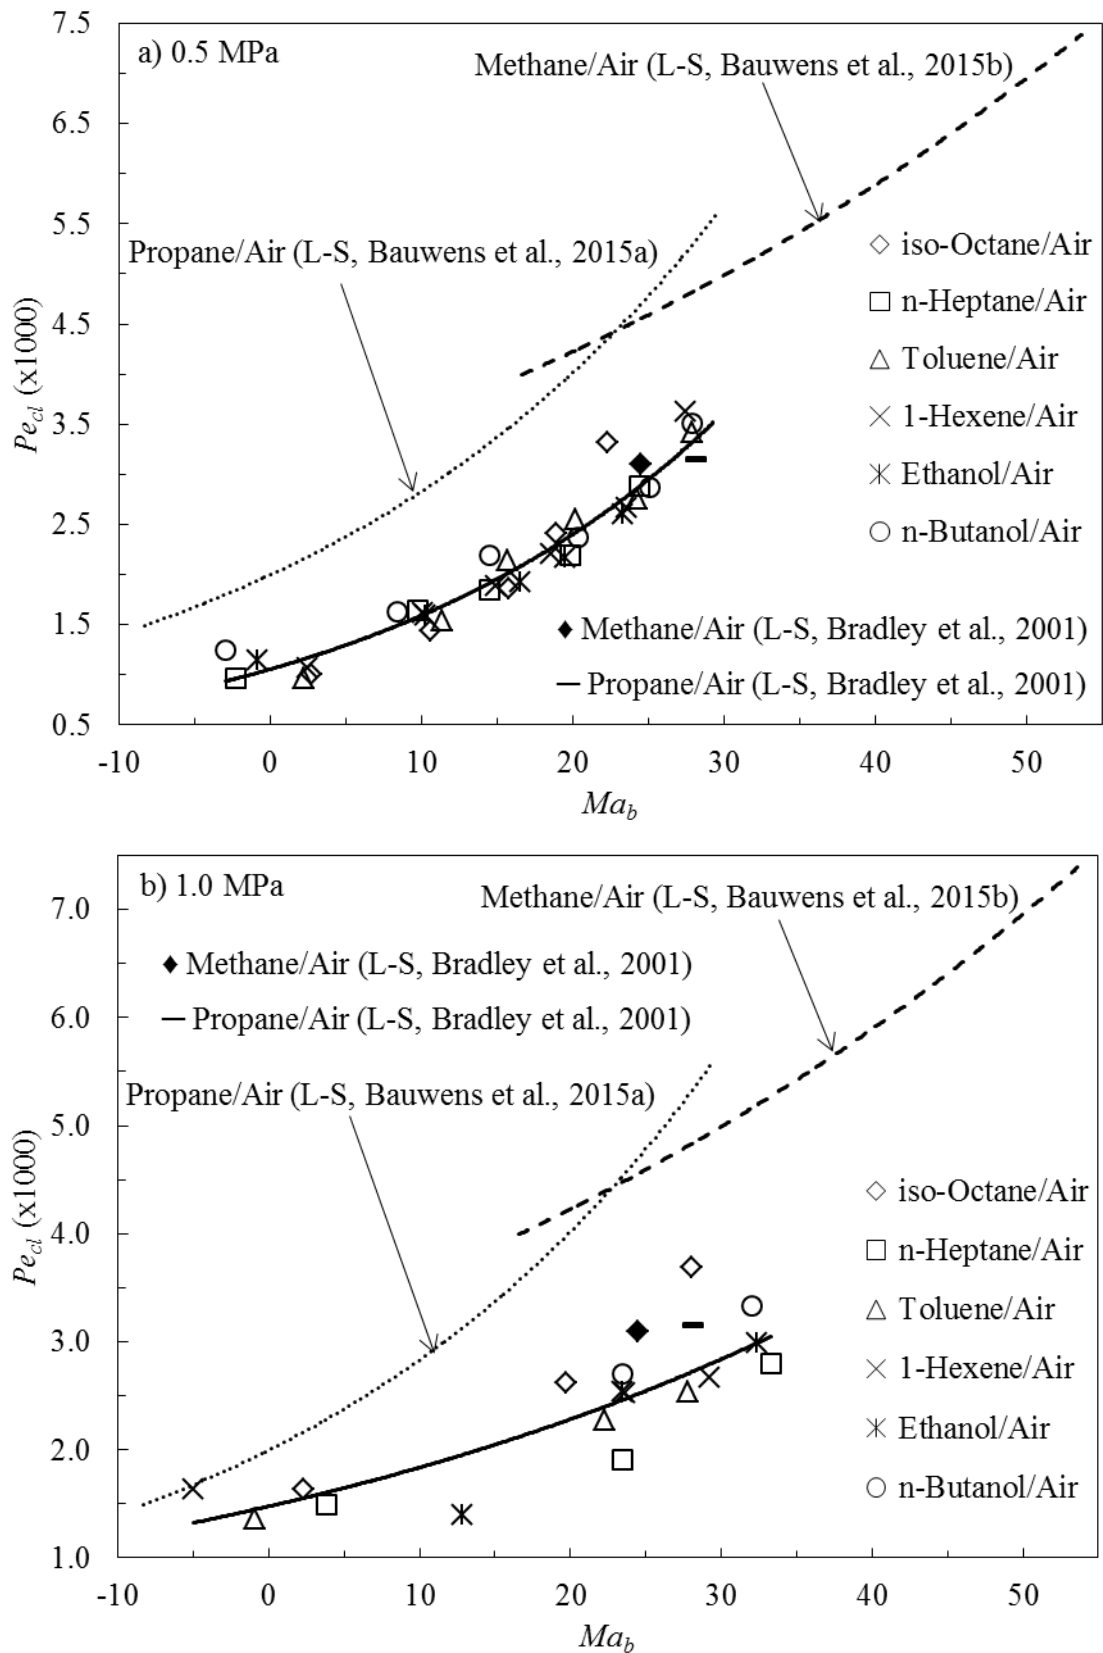 7.5
6.5
5.5
4.5
3.5
2.5
1.5
0.5
Pe_cl (x1000)
a) 0.5 MPa
Methane/Air (L-S, Bauwens et al., 2015b)
Propane/Air (L-S, Bauwens et al., 2015a)
iso-Octane/Air
n-Heptane/Air
Toluene/Air
1-Hexene/Air
Ethanol/Air
n-Butanol/Air
Methane/Air (L-S, Bradley et al., 2001)
Propane/Air (L-S, Bradley et al., 2001)
-10 0 10 20 30 40 50
Ma_b
7.0
6.0
5.0
4.0
3.0
2.0
1.0
Pe_cl (x1000)
b) 1.0 MPa
Methane/Air (L-S, Bauwens et al., 2015b)
Methane/Air (L-S, Bradley et al., 2001)
Propane/Air (L-S, Bradley et al., 2001)
Propane/Air (L-S, Bauwens et al., 2015a)
iso-Octane/Air
n-Heptane/Air
Toluene/Air
1-Hexene/Air
Ethanol/Air
n-Butanol/Air
-10 0 10 20 30 40 50
Ma_b